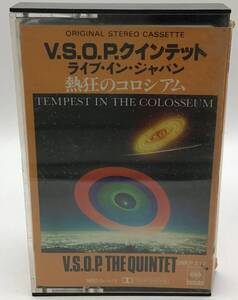 ORIGINAL STEREO CASSETTE
V.S.O.P.クインテット
ライブ・イン・ジャパン
熱狂のコロシアム
TEMPEST IN THE COLOSSEUM
V.S.O.P. THE QUINTET